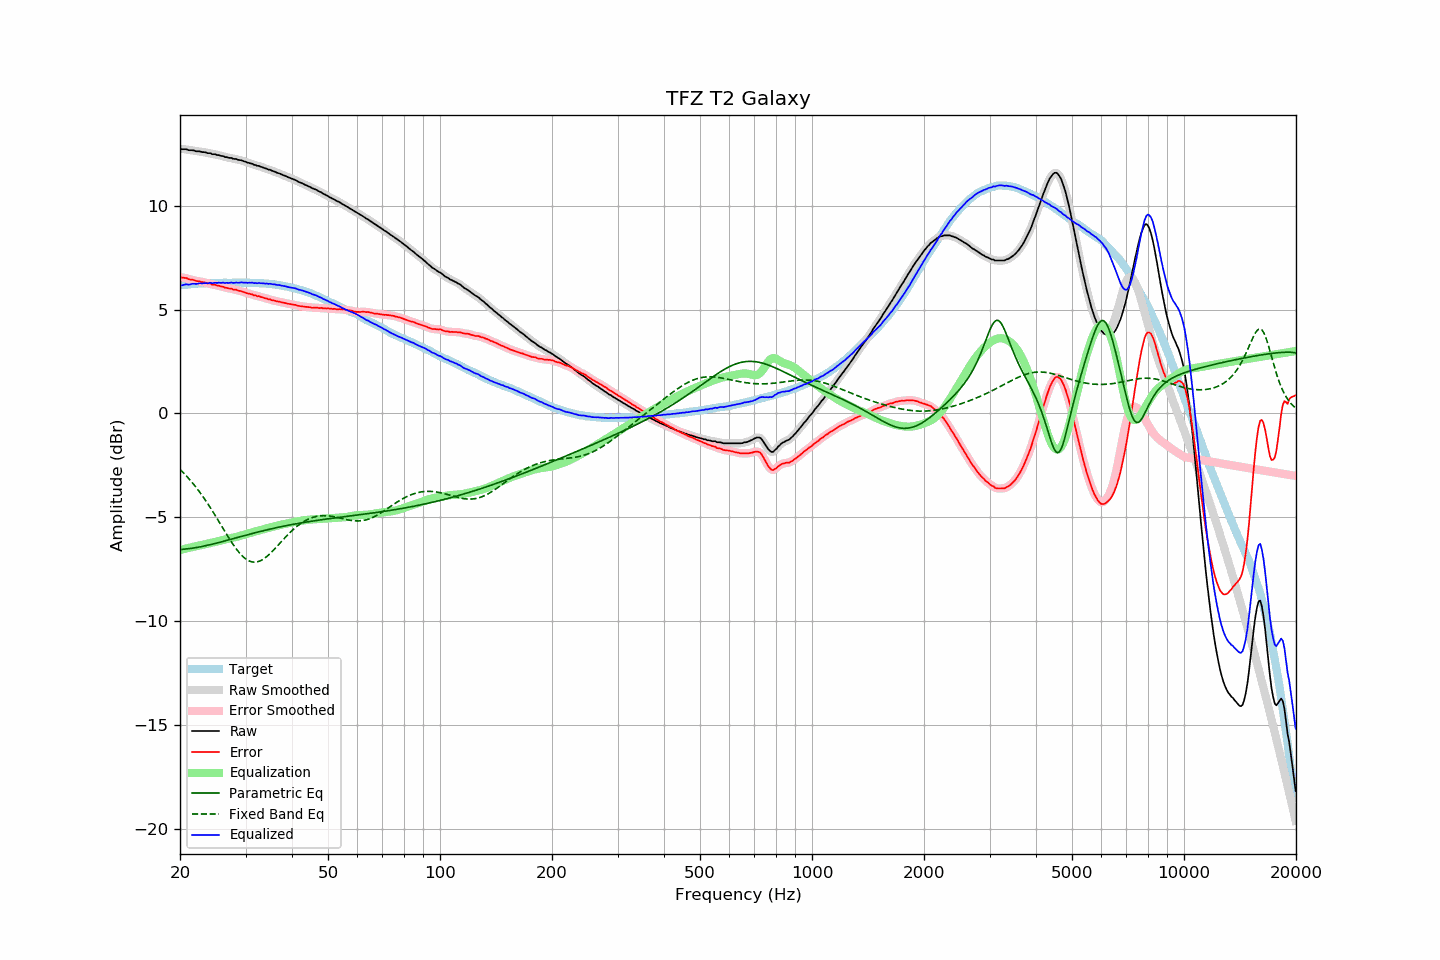 TFZ T2 Galaxy
Amplitude (dBr)
10
5
0
−5
−10
−15
−20
Target
Raw Smoothed
Error Smoothed
Raw
Error
Equalization
Parametric Eq
Fixed Band Eq
Equalized
20 50 100 200 500 1000 2000 5000 10000 20000
Frequency (Hz)